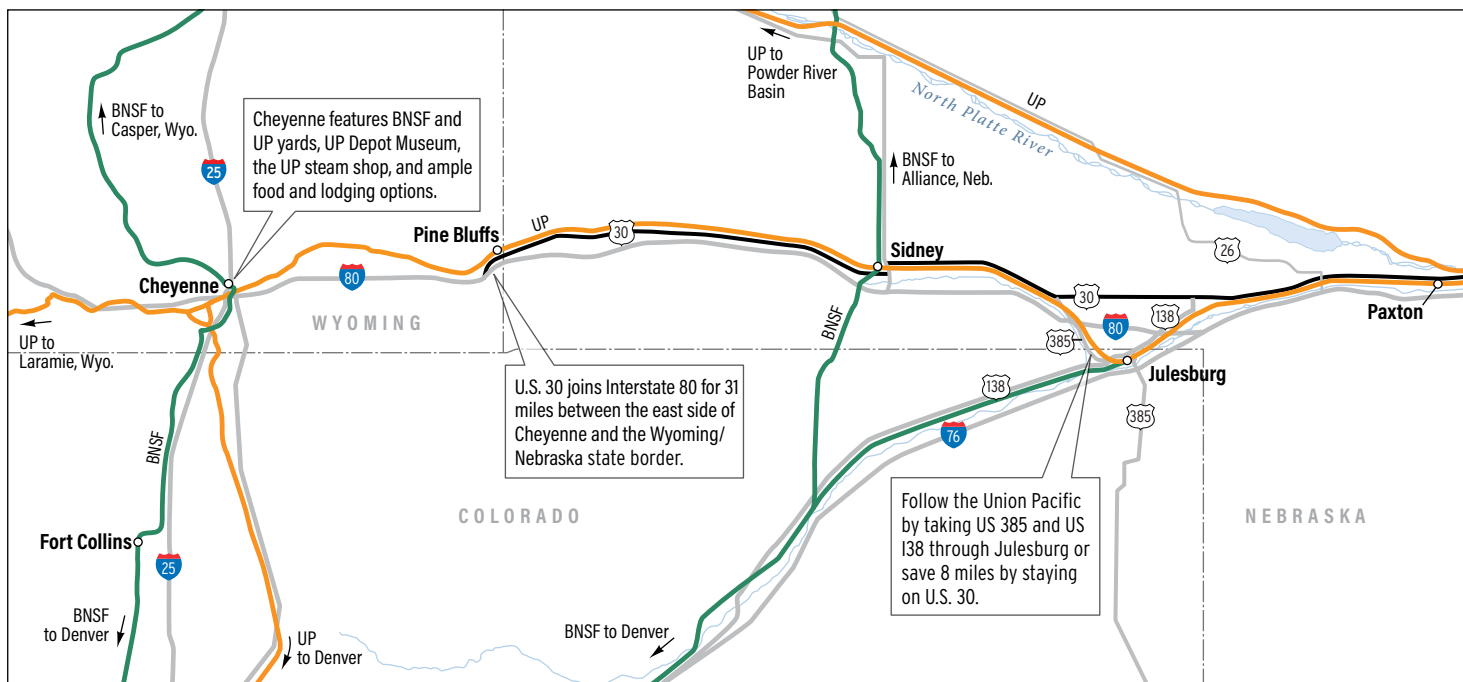 BNSF to
Casper, Wyo.
25
Cheyenne features BNSF and
UP yards, UP Depot Museum,
the UP steam shop, and ample
food and lodging options.
UP to
Powder River
Basin
UP
North Platte River
BNSF to
Alliance, Neb.
Pine Bluffs
UP
30
Sidney
26
Cheyenne
80
WYOMING
UP to
Laramie, Wyo.
BNSF
30
138
80
385
Paxton
Julesburg
U.S. 30 joins Interstate 80 for 31
miles between the east side of
Cheyenne and the Wyoming/
Nebraska state border.
138
385
76
BNSF
Follow the Union Pacific
by taking US 385 and US
I38 through Julesburg or
save 8 miles by staying
on U.S. 30.
COLORADO
NEBRASKA
Fort Collins
25
BNSF
to Denver
UP
to Denver
BNSF to Denver